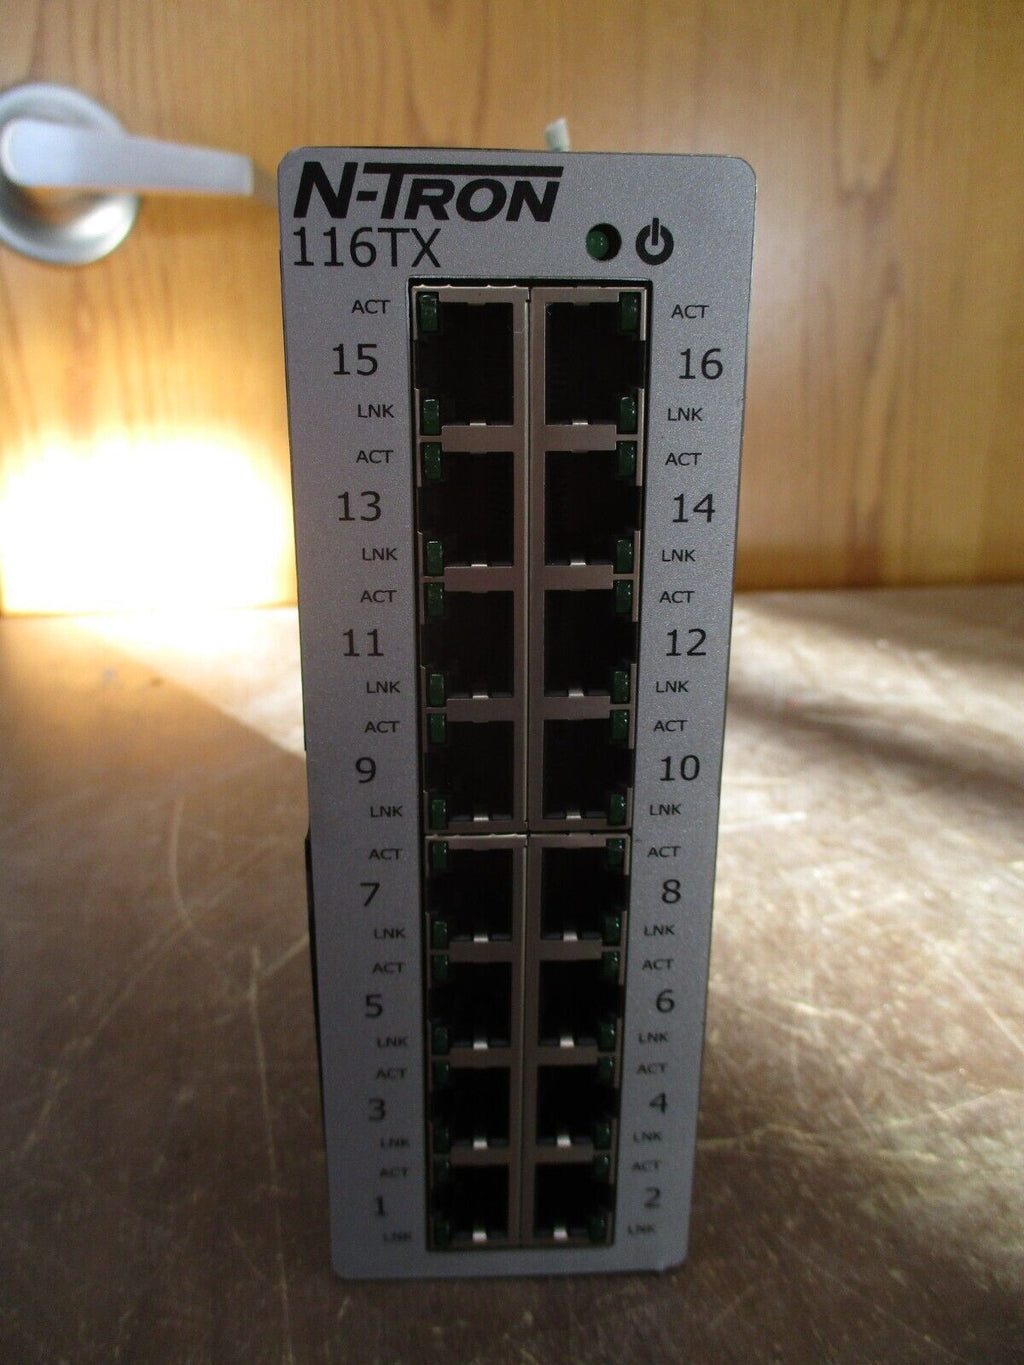 N-TRON
116TX
ACT ACT
15 16
LNK LNK
ACT ACT
13 14
LNK LNK
ACT ACT
11 12
LNK LNK
ACT ACT
9 10
LNK LNK
ACT ACT
7 8
LNK LNK
ACT ACT
5 6
LNK LNK
ACT ACT
3 4
LNK LNK
ACT ACT
1 2
LNK LNK